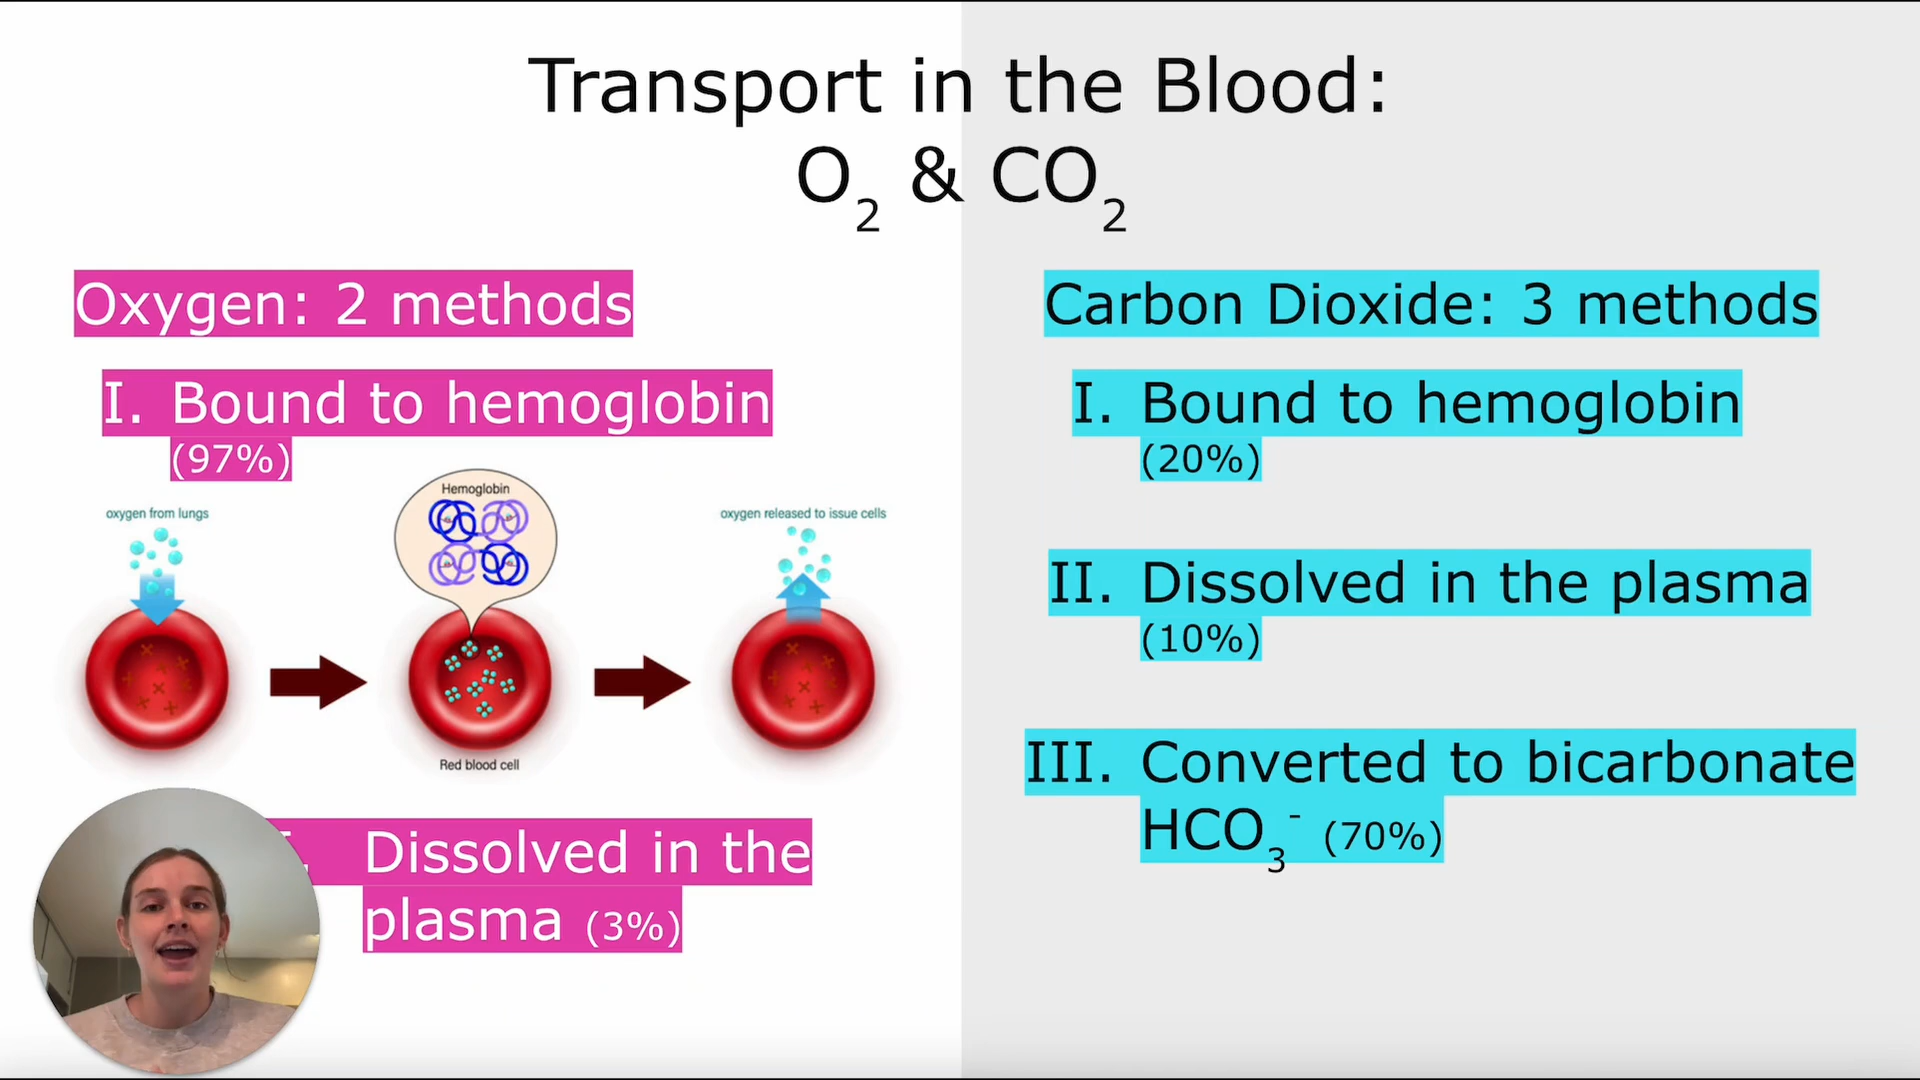 Transport in the Blood:
O₂ & CO₂
Oxygen: 2 methods
I. Bound to hemoglobin
(97%)
oxygen from lungs
Hemoglobin
oxygen released to issue cells
Red blood cell
Dissolved in the
plasma (3%)
Carbon Dioxide: 3 methods
I. Bound to hemoglobin
(20%)
II. Dissolved in the plasma
(10%)
III. Converted to bicarbonate
HCO₃⁻ (70%)